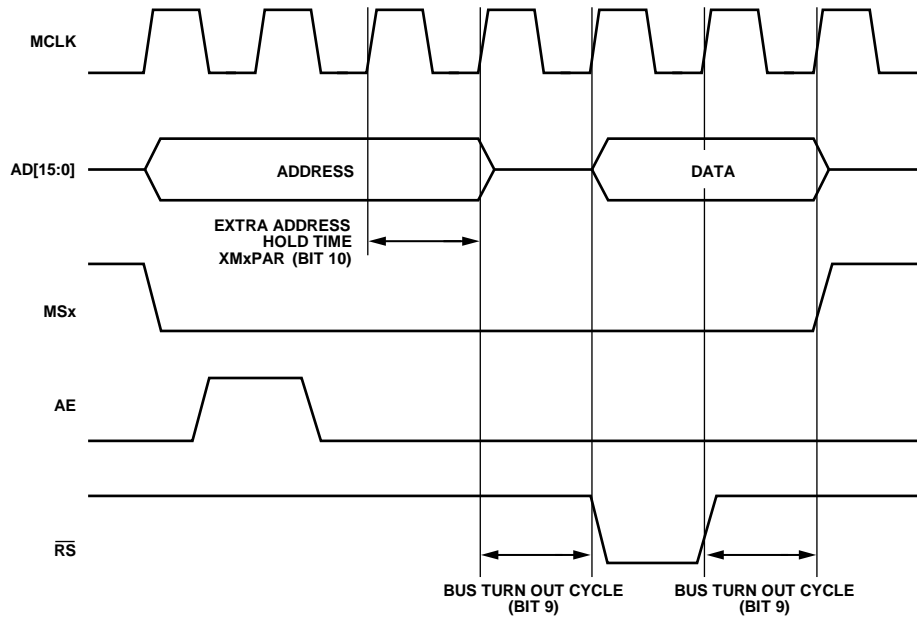 MCLK
AD[15:0]
ADDRESS
DATA
EXTRA ADDRESS
HOLD TIME
XMxPAR (BIT 10)
MSx
AE
RS
BUS TURN OUT CYCLE
(BIT 9)
BUS TURN OUT CYCLE
(BIT 9)